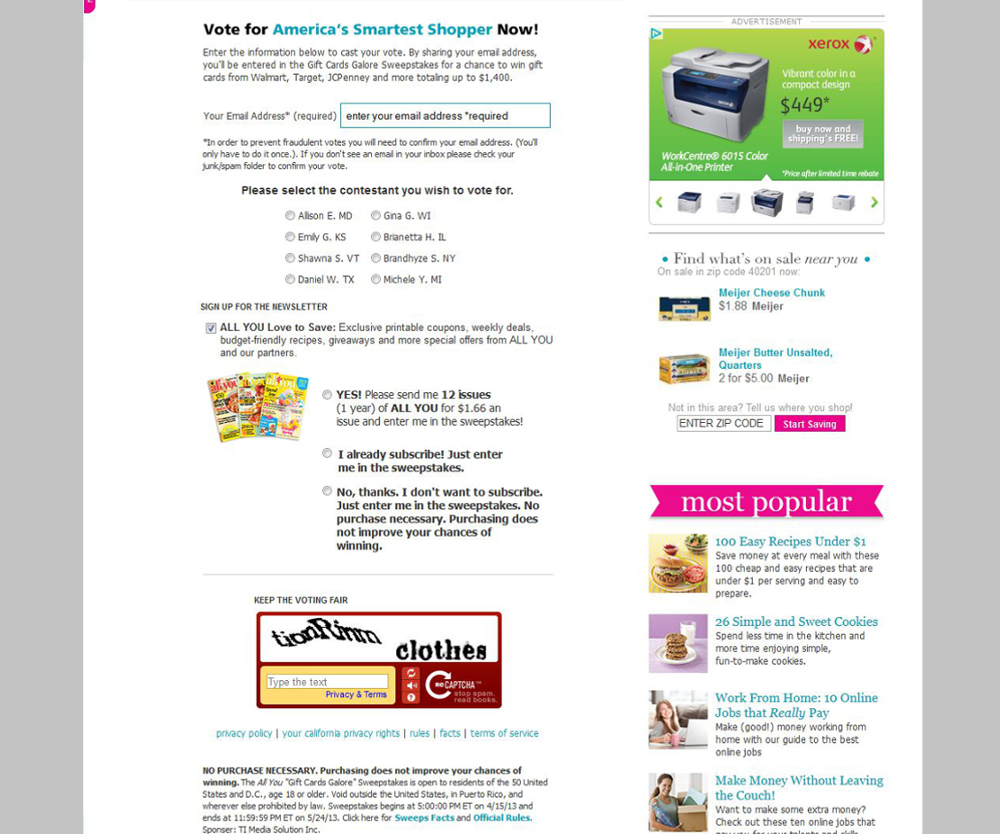 Vote for America's Smartest Shopper Now!
Enter the information below to cast your vote. By sharing your email address,
you'll be entered in the Gift Cards Galore Sweepstakes for a chance to win gift
cards from Walmart, Target, JCPenney and more totaling up to $1,400.
Your Email Address* (required) enter your email address *required
*In order to prevent fraudulent votes you will need to confirm your email address. (You'll
only have to do it once.). If you don't see an email in your inbox please check your
junk/spam folder to confirm your vote.
Please select the contestant you wish to vote for.
Alison E. MD Gina G. WI
Emily G. KS Brianetta H. IL
Shawna S. VT Brandhyze S. NY
Daniel W. TX Michele Y. MI
SIGN UP FOR THE NEWSLETTER
ALL YOU Love to Save: Exclusive printable coupons, weekly deals,
budget-friendly recipes, giveaways and more special offers from ALL YOU
and our partners.
YES! Please send me 12 issues
(1 year) of ALL YOU for $1.66 an
issue and enter me in the sweepstakes!
I already subscribe! Just enter
me in the sweepstakes.
No, thanks. I don't want to subscribe.
Just enter me in the sweepstakes. No
purchase necessary. Purchasing does
not improve your chances of
winning.
KEEP THE VOTING FAIR
clothes
Type the text
Privacy & Terms
reCAPTCHA™
stop spam.
read books.
privacy policy | your california privacy rights | rules | facts | terms of service
NO PURCHASE NECESSARY. Purchasing does not improve your chances of
winning. The All You "Gift Cards Galore" Sweepstakes is open to residents of the 50 United
States and D.C., age 18 or older. Void outside the United States, in Puerto Rico, and
wherever else prohibited by law. Sweepstakes begins at 5:00:00 PM ET on 4/15/13 and
ends at 11:59:59 PM ET on 5/24/13. Click here for Sweeps Facts and Official Rules.
Sponser: TI Media Solution Inc.
ADVERTISEMENT
xerox
Vibrant color in a
compact design
$449*
buy now and
shipping's FREE!
WorkCentre® 6015 Color
All-in-One Printer
*Price after limited time rebate
Find what's on sale near you
On sale in zip code 40201 now:
Meijer Cheese Chunk
$1.88 Meijer
Meijer Butter Unsalted,
Quarters
2 for $5.00 Meijer
Not in this area? Tell us where you shop!
ENTER ZIP CODE Start Saving
most popular
100 Easy Recipes Under $1
Save money at every meal with these
100 cheap and easy recipes that are
under $1 per serving and easy to
prepare.
26 Simple and Sweet Cookies
Spend less time in the kitchen and
more time enjoying simple,
fun-to-make cookies.
Work From Home: 10 Online
Jobs that Really Pay
Make (good!) money working from
home with our guide to the best
online jobs
Make Money Without Leaving
the Couch!
Want to make some extra money?
Check out these ten online jobs that